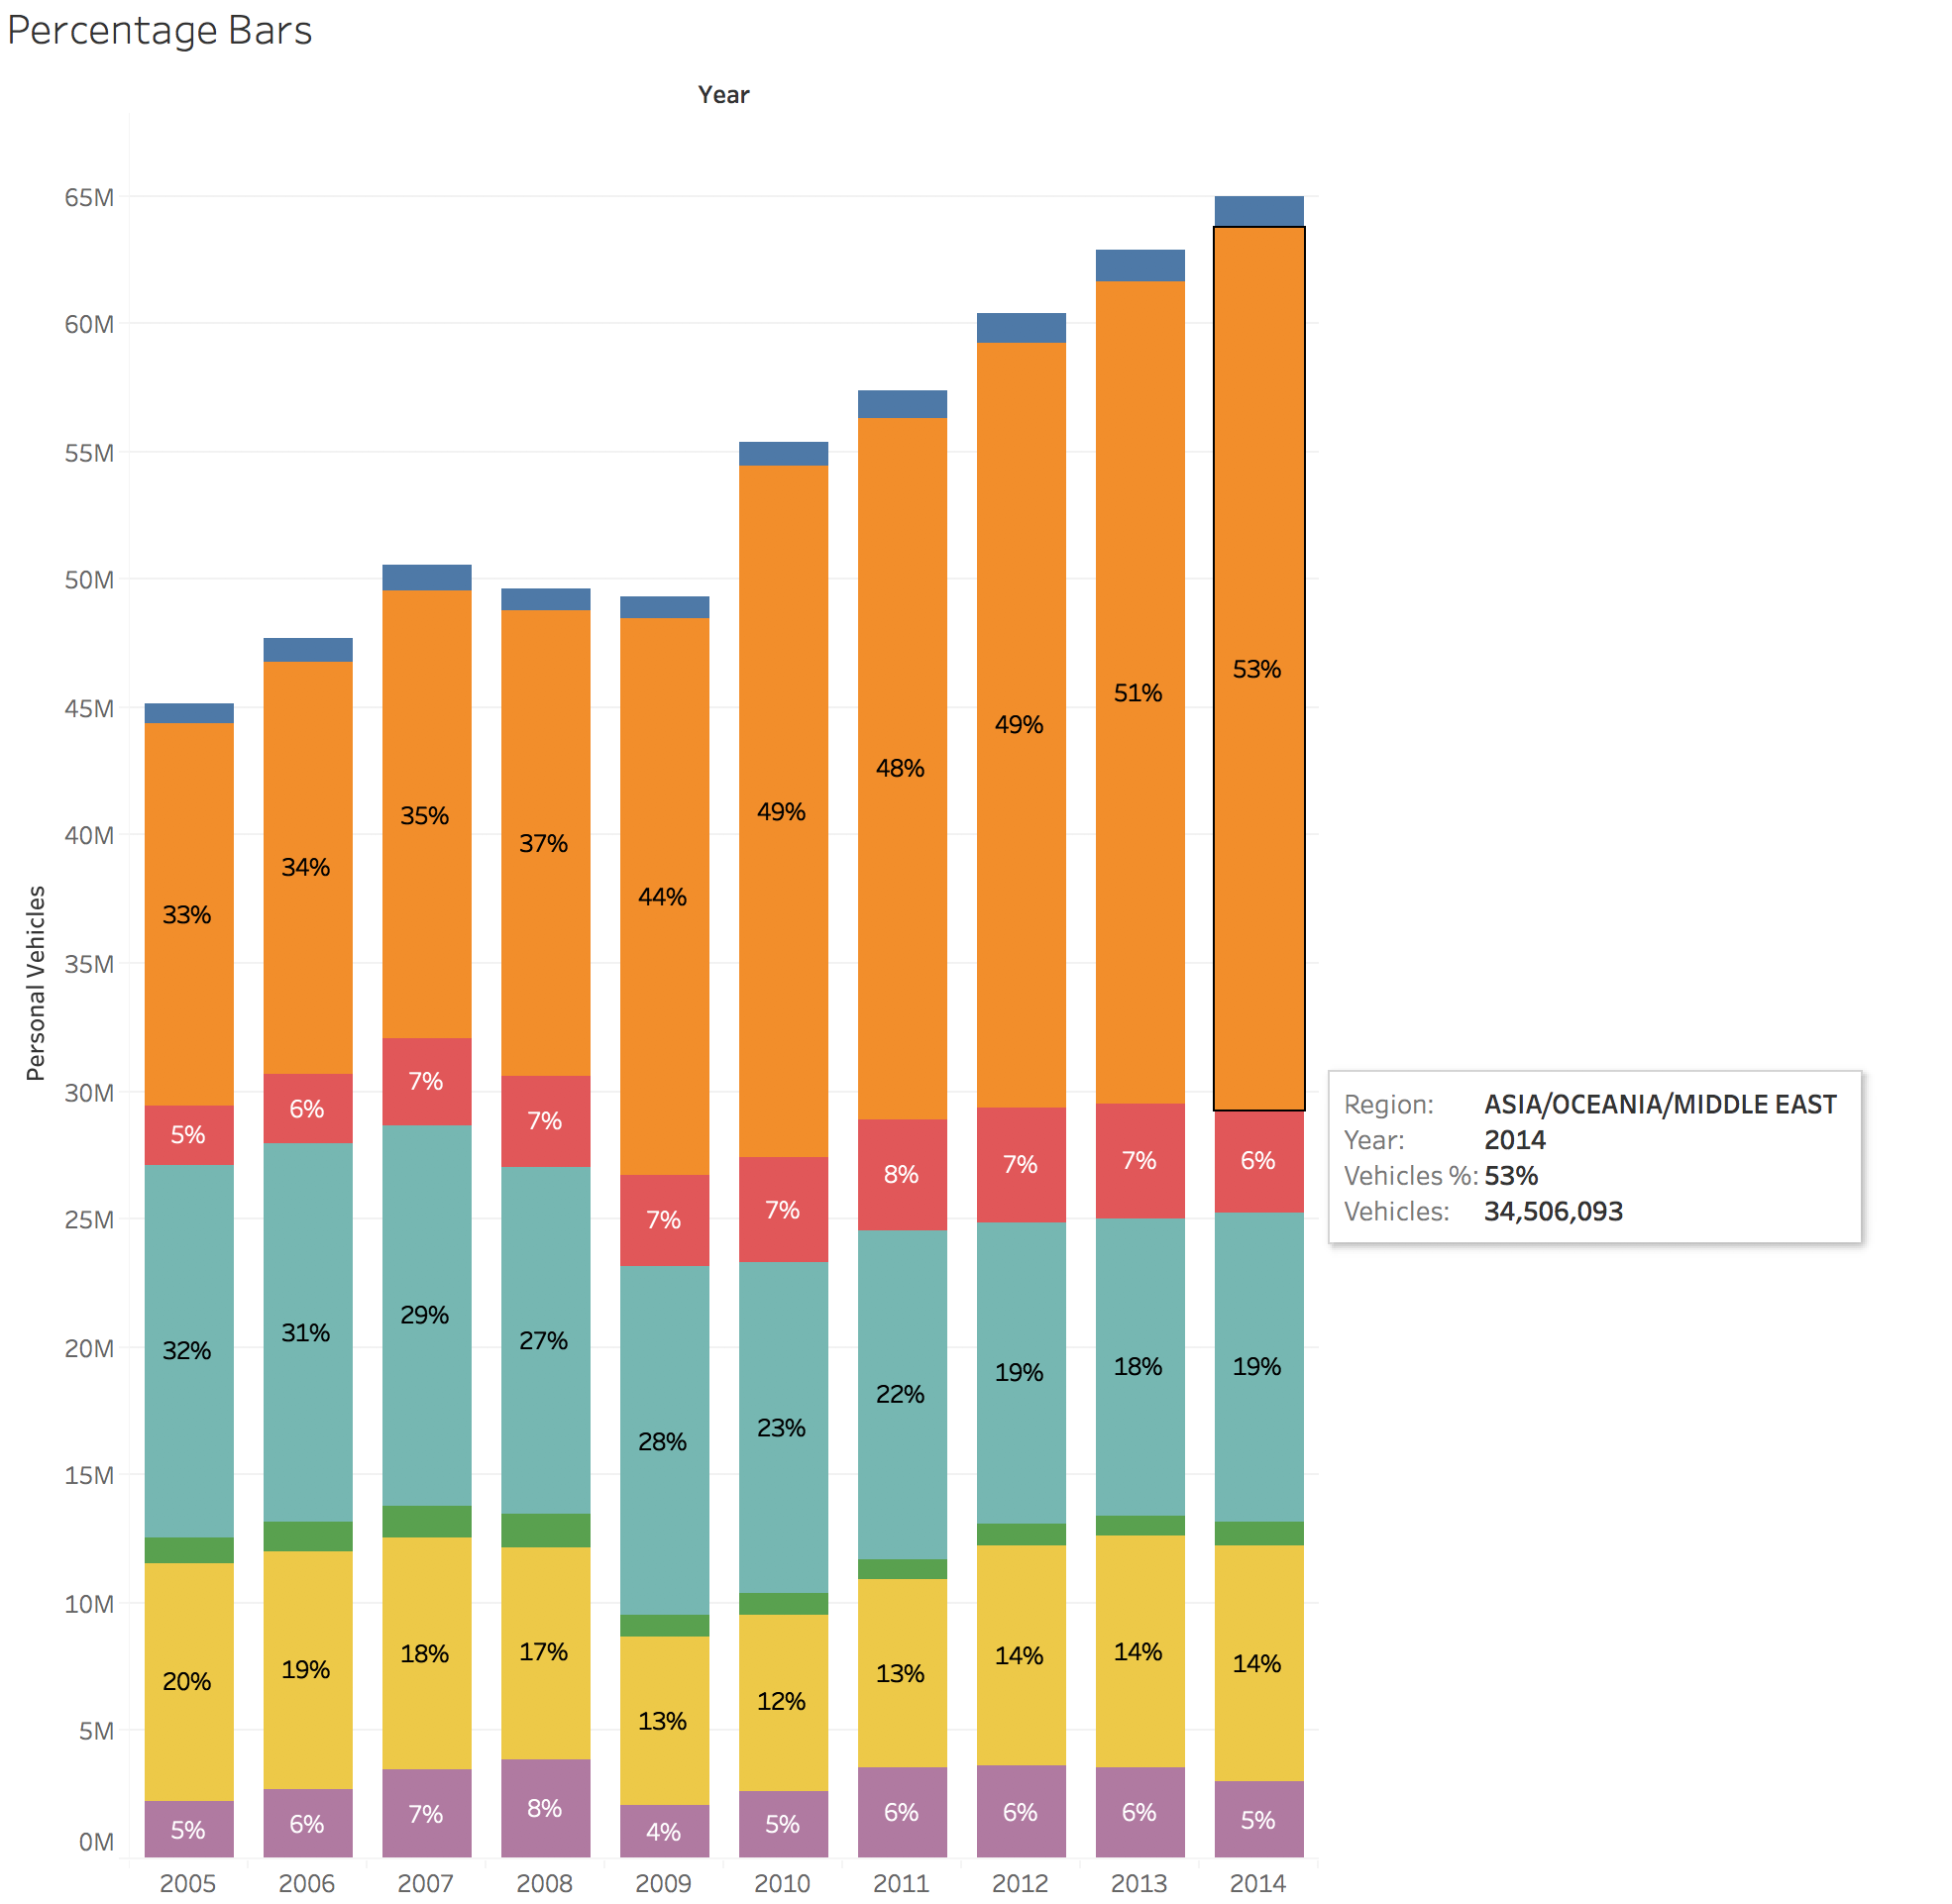 Percentage Bars
Year
65M
60M
55M
50M
45M
40M
35M
30M
25M
20M
15M
10M
5M
0M
Personal Vehicles
33%
5%
32%
20%
5%
34%
6%
31%
19%
6%
35%
7%
29%
18%
7%
37%
7%
27%
17%
8%
44%
7%
28%
13%
4%
49%
7%
23%
12%
5%
48%
8%
22%
13%
6%
49%
7%
19%
14%
6%
51%
7%
18%
14%
6%
53%
6%
19%
14%
5%
Region: ASIA/OCEANIA/MIDDLE EAST
Year: 2014
Vehicles %: 53%
Vehicles: 34,506,093
2005 2006 2007 2008 2009 2010 2011 2012 2013 2014